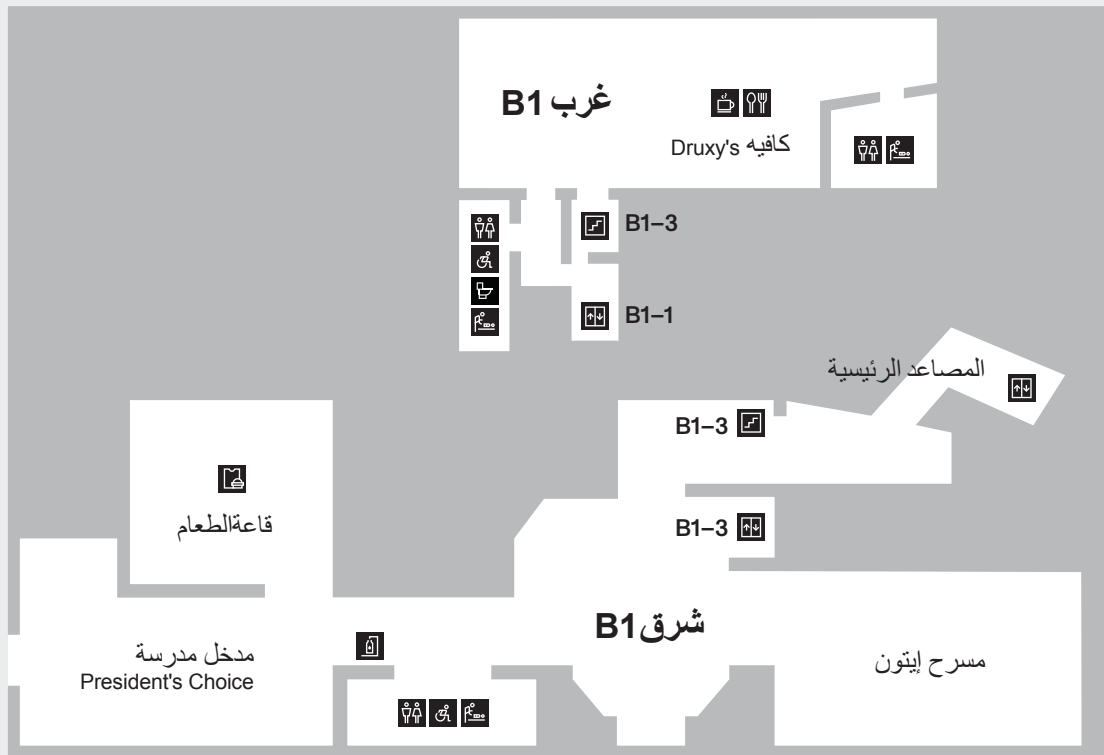 غرب B1
كافيه Druxy's
B1–3
B1–1
المصاعد الرئيسية
B1–3
قاعةالطعام
B1–3
شرقB1
مدخل مدرسة
President's Choice
مسرح إيتون